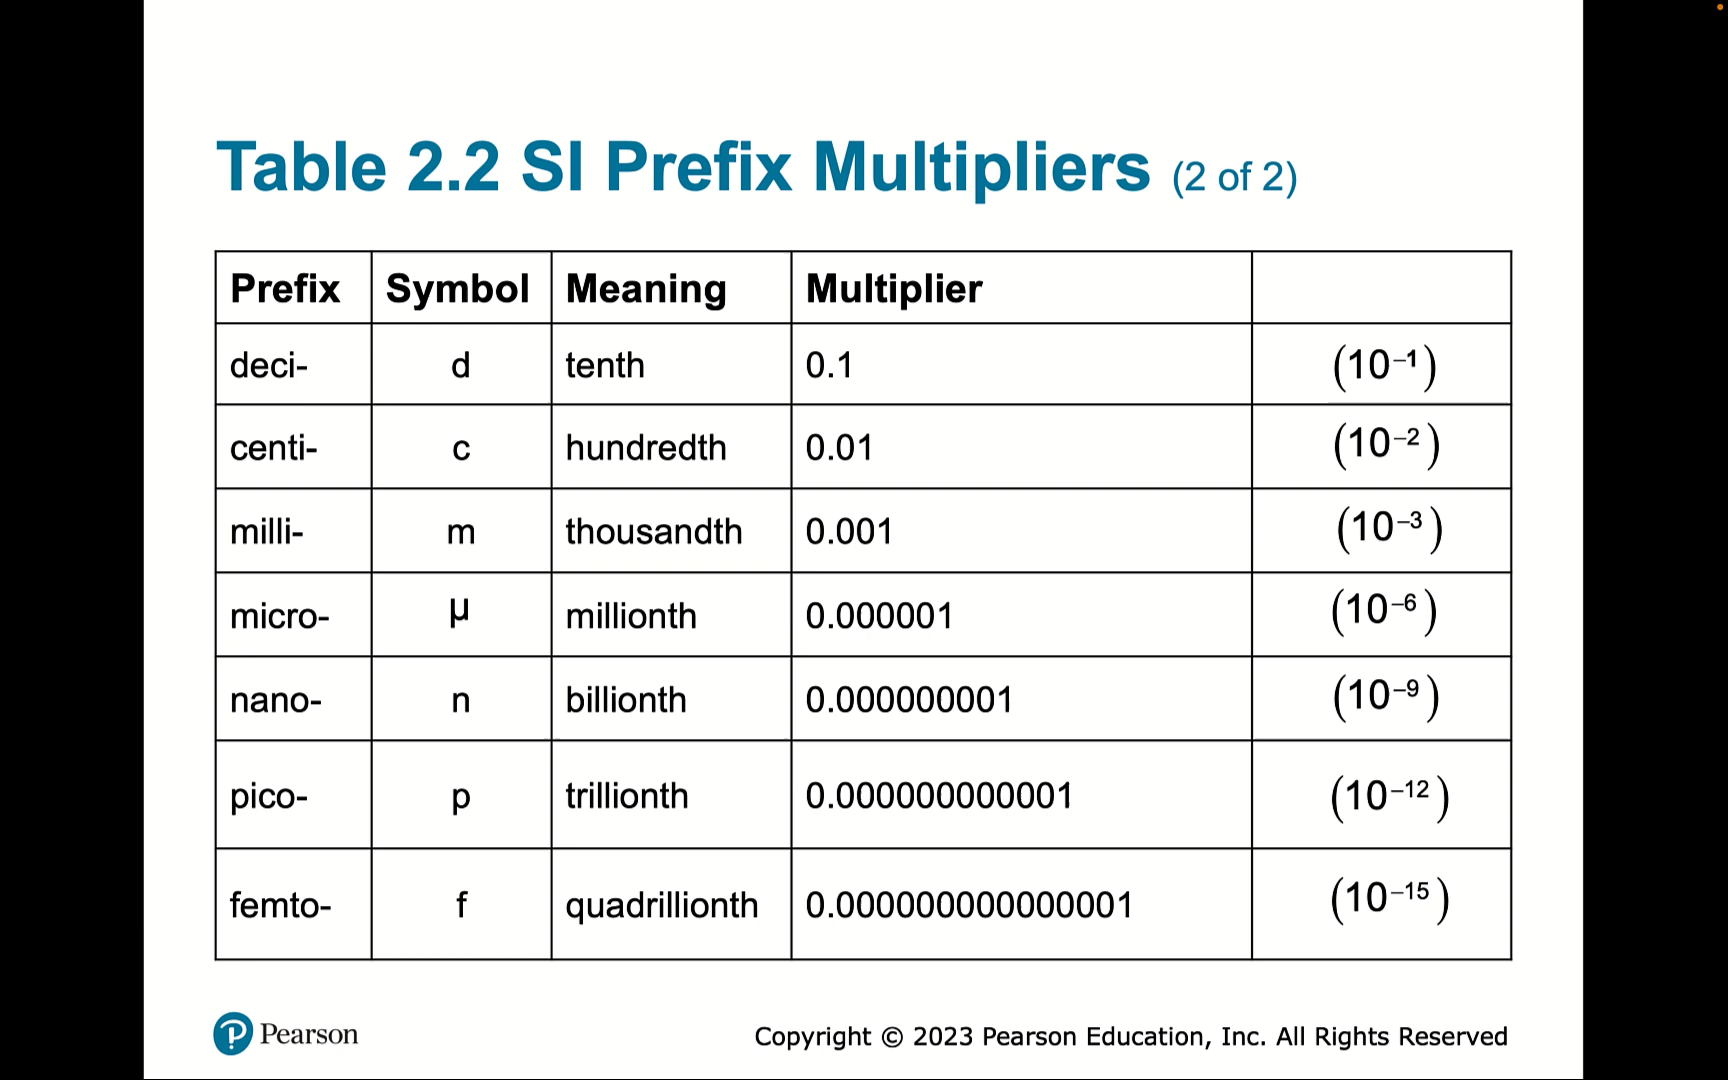 Table 2.2 SI Prefix Multipliers (2 of 2)
Prefix Symbol Meaning Multiplier
deci- d tenth 0.1 (10⁻¹)
centi- c hundredth 0.01 (10⁻²)
milli- m thousandth 0.001 (10⁻³)
micro- µ millionth 0.000001 (10⁻⁶)
nano- n billionth 0.000000001 (10⁻⁹)
pico- p trillionth 0.000000000001 (10⁻¹²)
femto- f quadrillionth 0.000000000000001 (10⁻¹⁵)
P Pearson Copyright © 2023 Pearson Education, Inc. All Rights Reserved